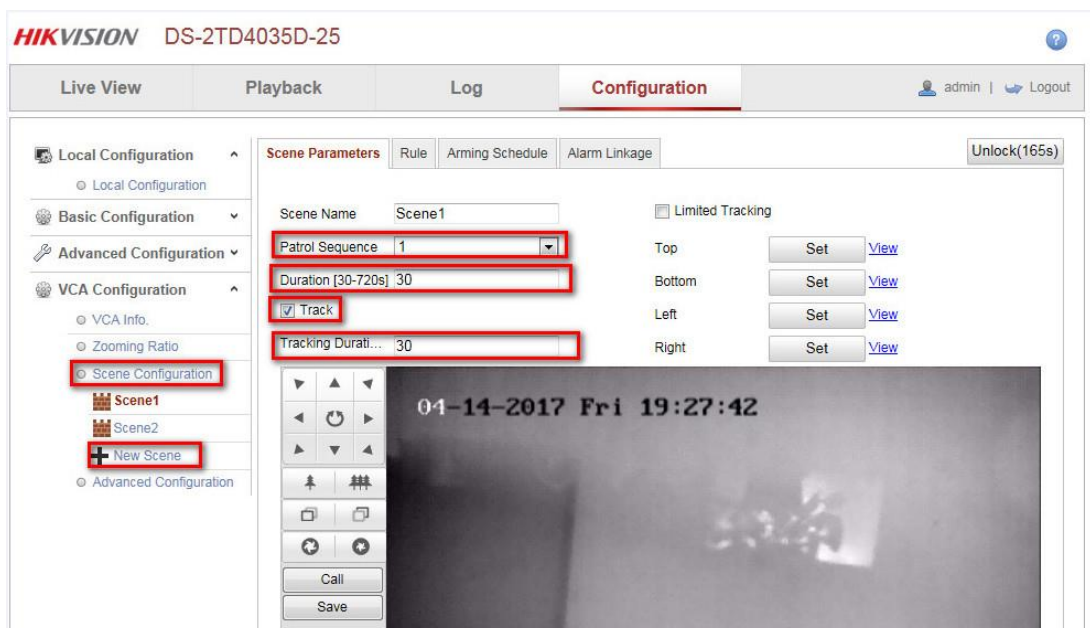 HIKVISION DS-2TD4035D-25
Live View Playback Log Configuration admin | Logout
Local Configuration
Local Configuration
Basic Configuration
Advanced Configuration
VCA Configuration
VCA Info.
Zooming Ratio
Scene Configuration
Scene1
Scene2
New Scene
Advanced Configuration
Scene Parameters Rule Arming Schedule Alarm Linkage Unlock(165s)
Scene Name Scene1
Patrol Sequence 1
Duration [30-720s] 30
Track
Tracking Durati... 30
Limited Tracking
Top Set View
Bottom Set View
Left Set View
Right Set View
04-14-2017 Fri 19:27:42
Call
Save